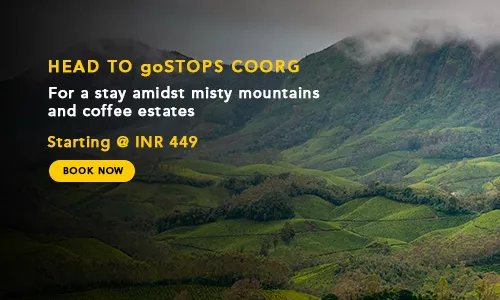 HEAD TO goSTOPS COORG
For a stay amidst misty mountains
and coffee estates
Starting @ INR 449
BOOK NOW